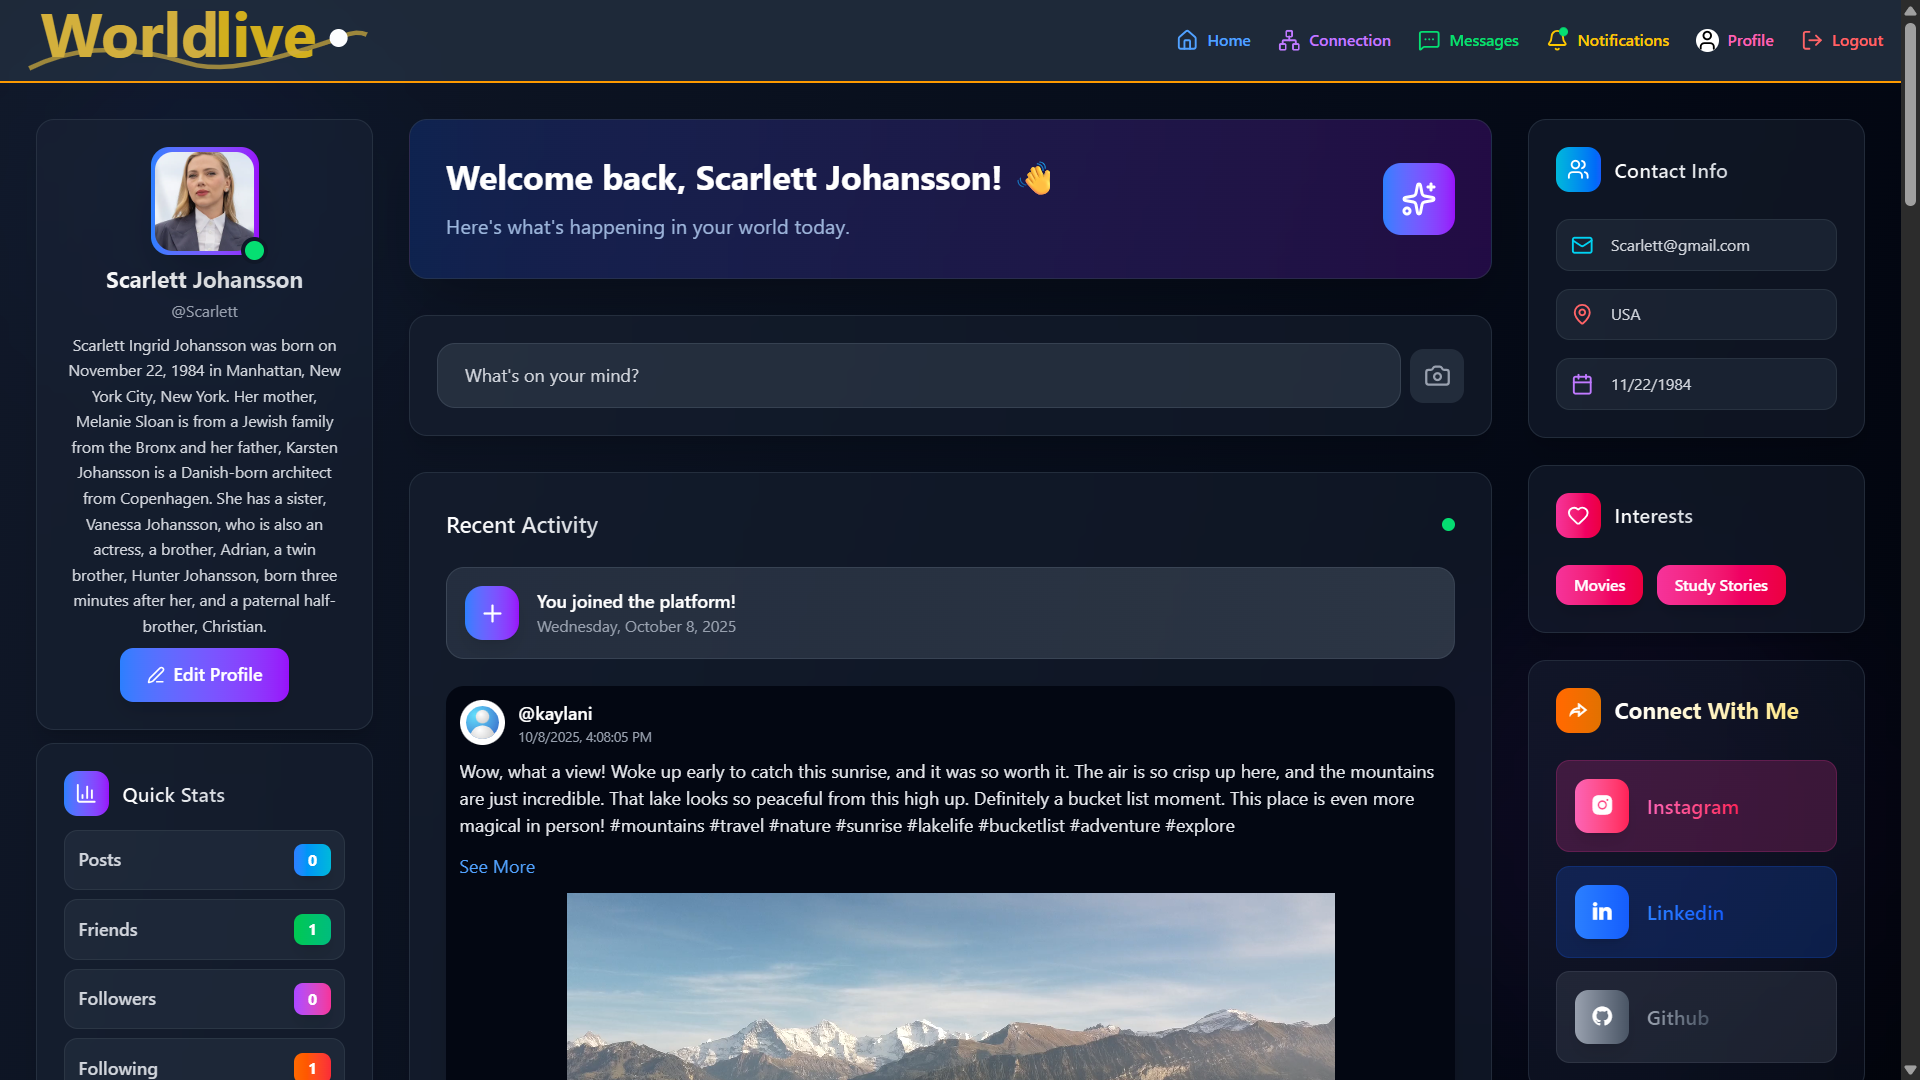 Worldlive
Home
Connection
Messages
Notifications
Profile
Logout
Scarlett Johansson
@Scarlett
Scarlett Ingrid Johansson was born on
November 22, 1984 in Manhattan, New
York City, New York. Her mother,
Melanie Sloan is from a Jewish family
from the Bronx and her father, Karsten
Johansson is a Danish-born architect
from Copenhagen. She has a sister,
Vanessa Johansson, who is also an
actress, a brother, Adrian, a twin
brother, Hunter Johansson, born three
minutes after her, and a paternal half-
brother, Christian.
Edit Profile
Quick Stats
Posts 0
Friends 1
Followers 0
Following 1
Welcome back, Scarlett Johansson! 👋
Here's what's happening in your world today.
What's on your mind?
Recent Activity
You joined the platform!
Wednesday, October 8, 2025
@kaylani
10/8/2025, 4:08:05 PM
Wow, what a view! Woke up early to catch this sunrise, and it was so worth it. The air is so crisp up here, and the mountains
are just incredible. That lake looks so peaceful from this high up. Definitely a bucket list moment. This place is even more
magical in person! #mountains #travel #nature #sunrise #lakelife #bucketlist #adventure #explore
See More
Contact Info
Scarlett@gmail.com
USA
11/22/1984
Interests
Movies
Study Stories
Connect With Me
Instagram
Linkedin
Github